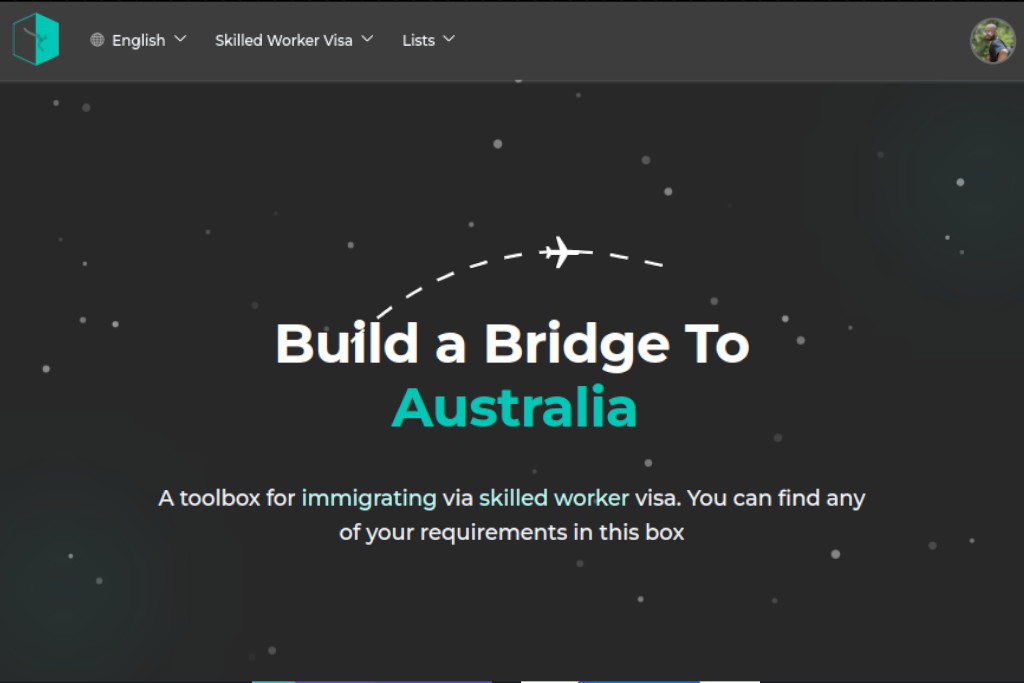 English
Skilled Worker Visa
Lists
Build a Bridge To
Australia
A toolbox for immigrating via skilled worker visa. You can find any
of your requirements in this box